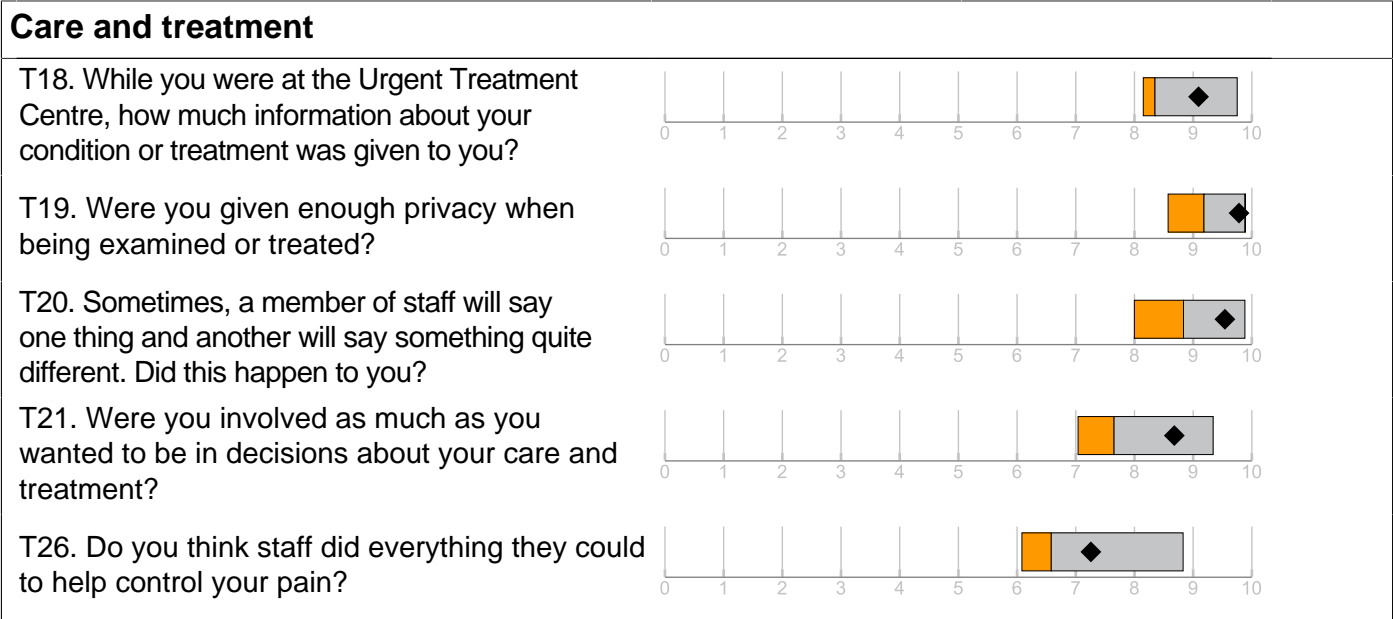 Care and treatment
T18. While you were at the Urgent Treatment
Centre, how much information about your
condition or treatment was given to you?
0 1 2 3 4 5 6 7 8 9 10
T19. Were you given enough privacy when
being examined or treated?
0 1 2 3 4 5 6 7 8 9 10
T20. Sometimes, a member of staff will say
one thing and another will say something quite
different. Did this happen to you?
0 1 2 3 4 5 6 7 8 9 10
T21. Were you involved as much as you
wanted to be in decisions about your care and
treatment?
0 1 2 3 4 5 6 7 8 9 10
T26. Do you think staff did everything they could
to help control your pain?
0 1 2 3 4 5 6 7 8 9 10